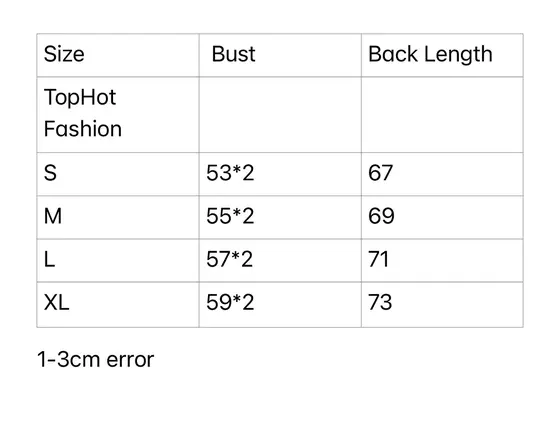 Size Bust Back Length
TopHot
Fashion
S 53*2 67
M 55*2 69
L 57*2 71
XL 59*2 73
1-3cm error